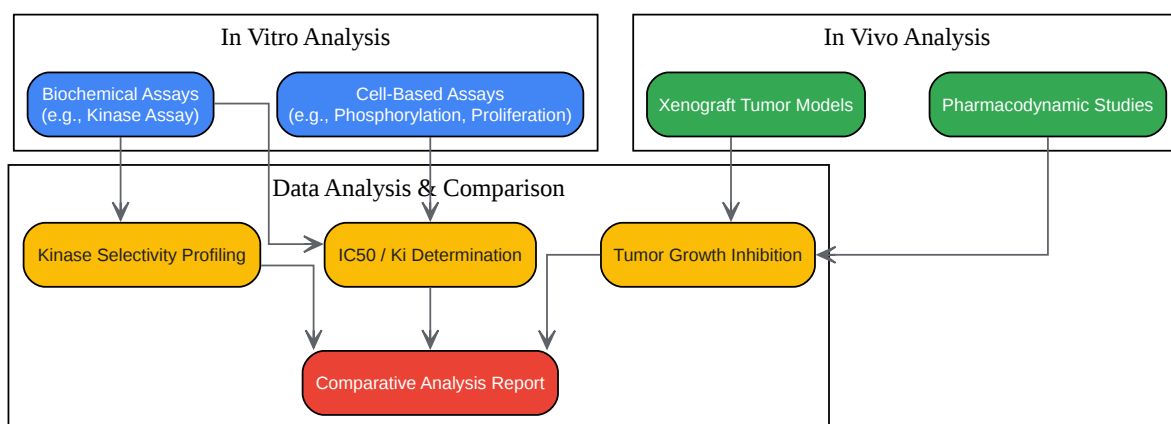 In Vitro Analysis
In Vivo Analysis
Biochemical Assays
(e.g., Kinase Assay)
Cell-Based Assays
(e.g., Phosphorylation, Proliferation)
Xenograft Tumor Models
Pharmacodynamic Studies
Data Analysis & Comparison
Kinase Selectivity Profiling
IC50 / Ki Determination
Tumor Growth Inhibition
Comparative Analysis Report